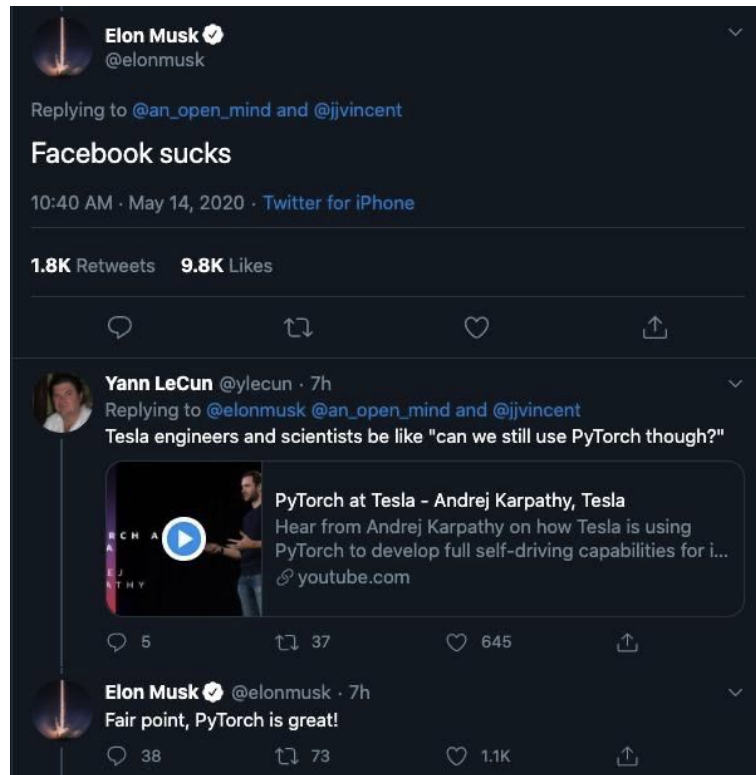 Elon Musk
@elonmusk
Replying to @an_open_mind and @jjvincent
Facebook sucks
10:40 AM · May 14, 2020 · Twitter for iPhone
1.8K Retweets 9.8K Likes
Yann LeCun @ylecun · 7h
Replying to @elonmusk @an_open_mind and @jjvincent
Tesla engineers and scientists be like "can we still use PyTorch though?"
RCH A
A
EJ
ATHY
PyTorch at Tesla - Andrej Karpathy, Tesla
Hear from Andrej Karpathy on how Tesla is using
PyTorch to develop full self-driving capabilities for i...
youtube.com
5 37 645
Elon Musk @elonmusk · 7h
Fair point, PyTorch is great!
38 73 1.1K